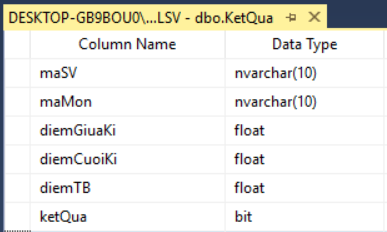 DESKTOP-GB9BOU0\...LSV - dbo.KetQua
Column Name Data Type
maSV nvarchar(10)
maMon nvarchar(10)
diemGiuaKi float
diemCuoiKi float
diemTB float
ketQua bit